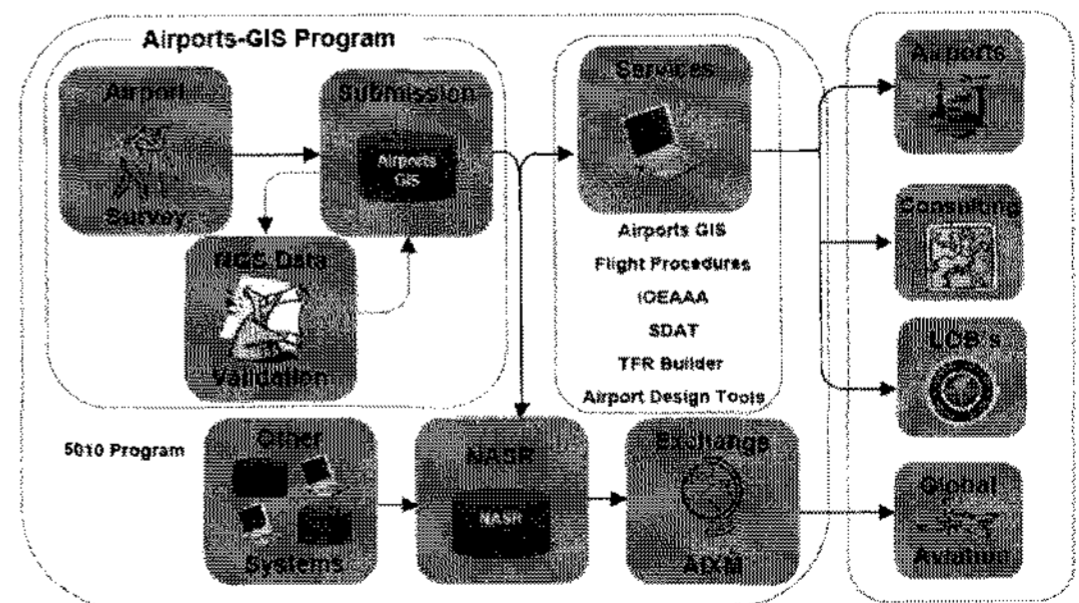 Airports-GIS Program
Airport
Survey
Submission
Airports
GIS
NGS Data
Validation
Services
Airports GIS
Flight Procedures
iOEAAA
SDAT
TFR Builder
Airport Design Tools
Airports
Consulting
LOB's
5010 Program
Other
Systems
NASR
NASR
Exchange
AIXM
Global
Aviation